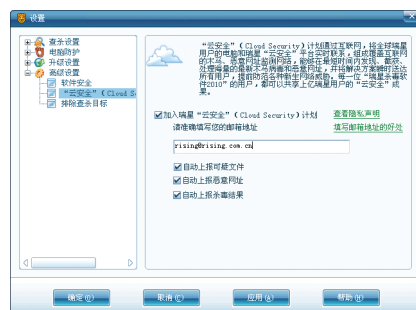 设置
查杀设置
电脑防护
升级设置
高级设置
软件安全
“云安全”（Cloud S
排除查杀目标
“云安全”（Cloud Security）计划通过互联网，将全球瑞星
用户的电脑和瑞星“云安全”平台实时联系，组成覆盖互联网
的木马、恶意网址监测网络，能够在最短时间内发现、截获、
处理海量的最新木马病毒和恶意网址，并将解决方案瞬时送达
所有用户，提前防范各种新生网络威胁。每一位“瑞星杀毒软
件2010”的用户，都可以共享上亿瑞星用户的“云安全”成
果。
加入瑞星“云安全”（Cloud Security）计划
查看隐私声明
请准确填写您的邮箱地址
填写邮箱地址的好处
rising@rising.com.cn
自动上报可疑文件
自动上报恶意网址
自动上报杀毒结果
确定(O)
取消(C)
应用(A)
帮助(H)